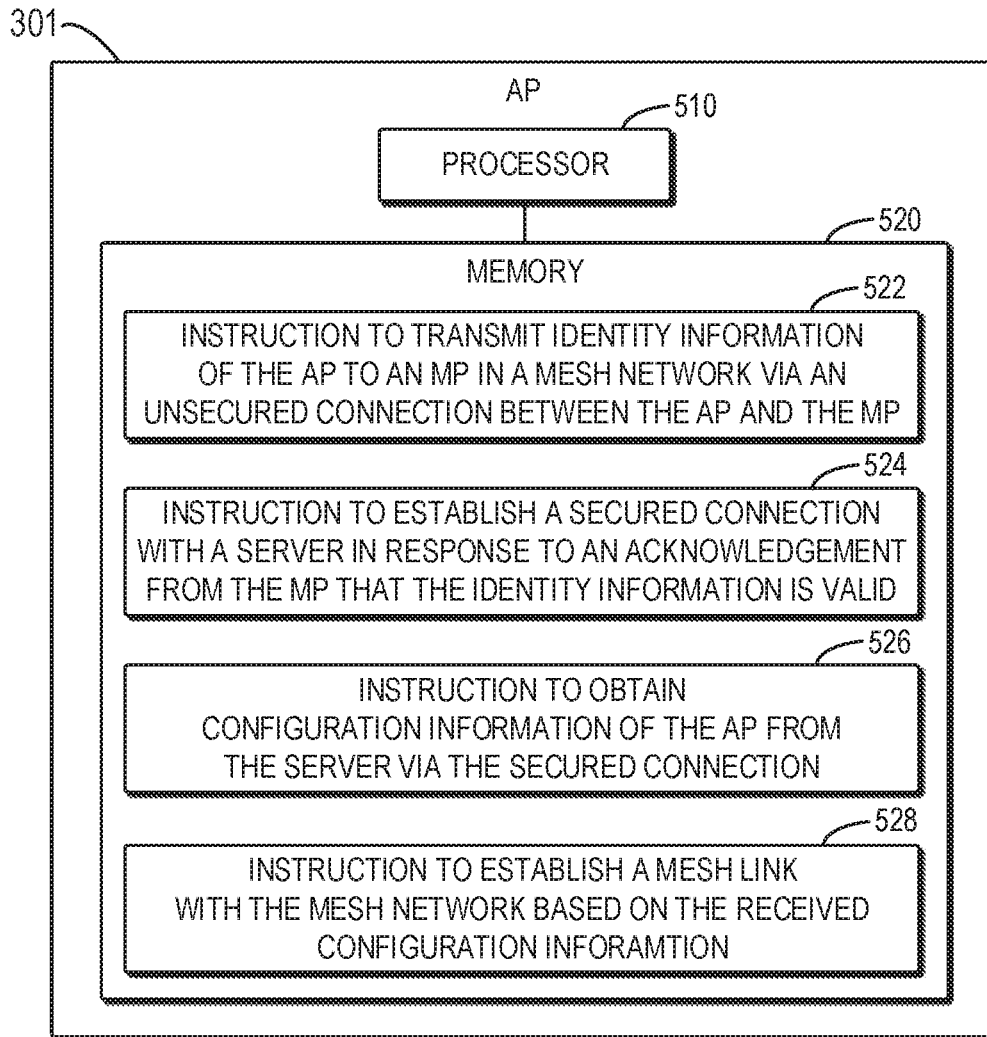 301
AP
510
PROCESSOR
520
MEMORY
522
INSTRUCTION TO TRANSMIT IDENTITY INFORMATION
OF THE AP TO AN MP IN A MESH NETWORK VIA AN
UNSECURED CONNECTION BETWEEN THE AP AND THE MP
524
INSTRUCTION TO ESTABLISH A SECURED CONNECTION
WITH A SERVER IN RESPONSE TO AN ACKNOWLEDGEMENT
FROM THE MP THAT THE IDENTITY INFORMATION IS VALID
526
INSTRUCTION TO OBTAIN
CONFIGURATION INFORMATION OF THE AP FROM
THE SERVER VIA THE SECURED CONNECTION
528
INSTRUCTION TO ESTABLISH A MESH LINK
WITH THE MESH NETWORK BASED ON THE RECEIVED
CONFIGURATION INFORAMTION